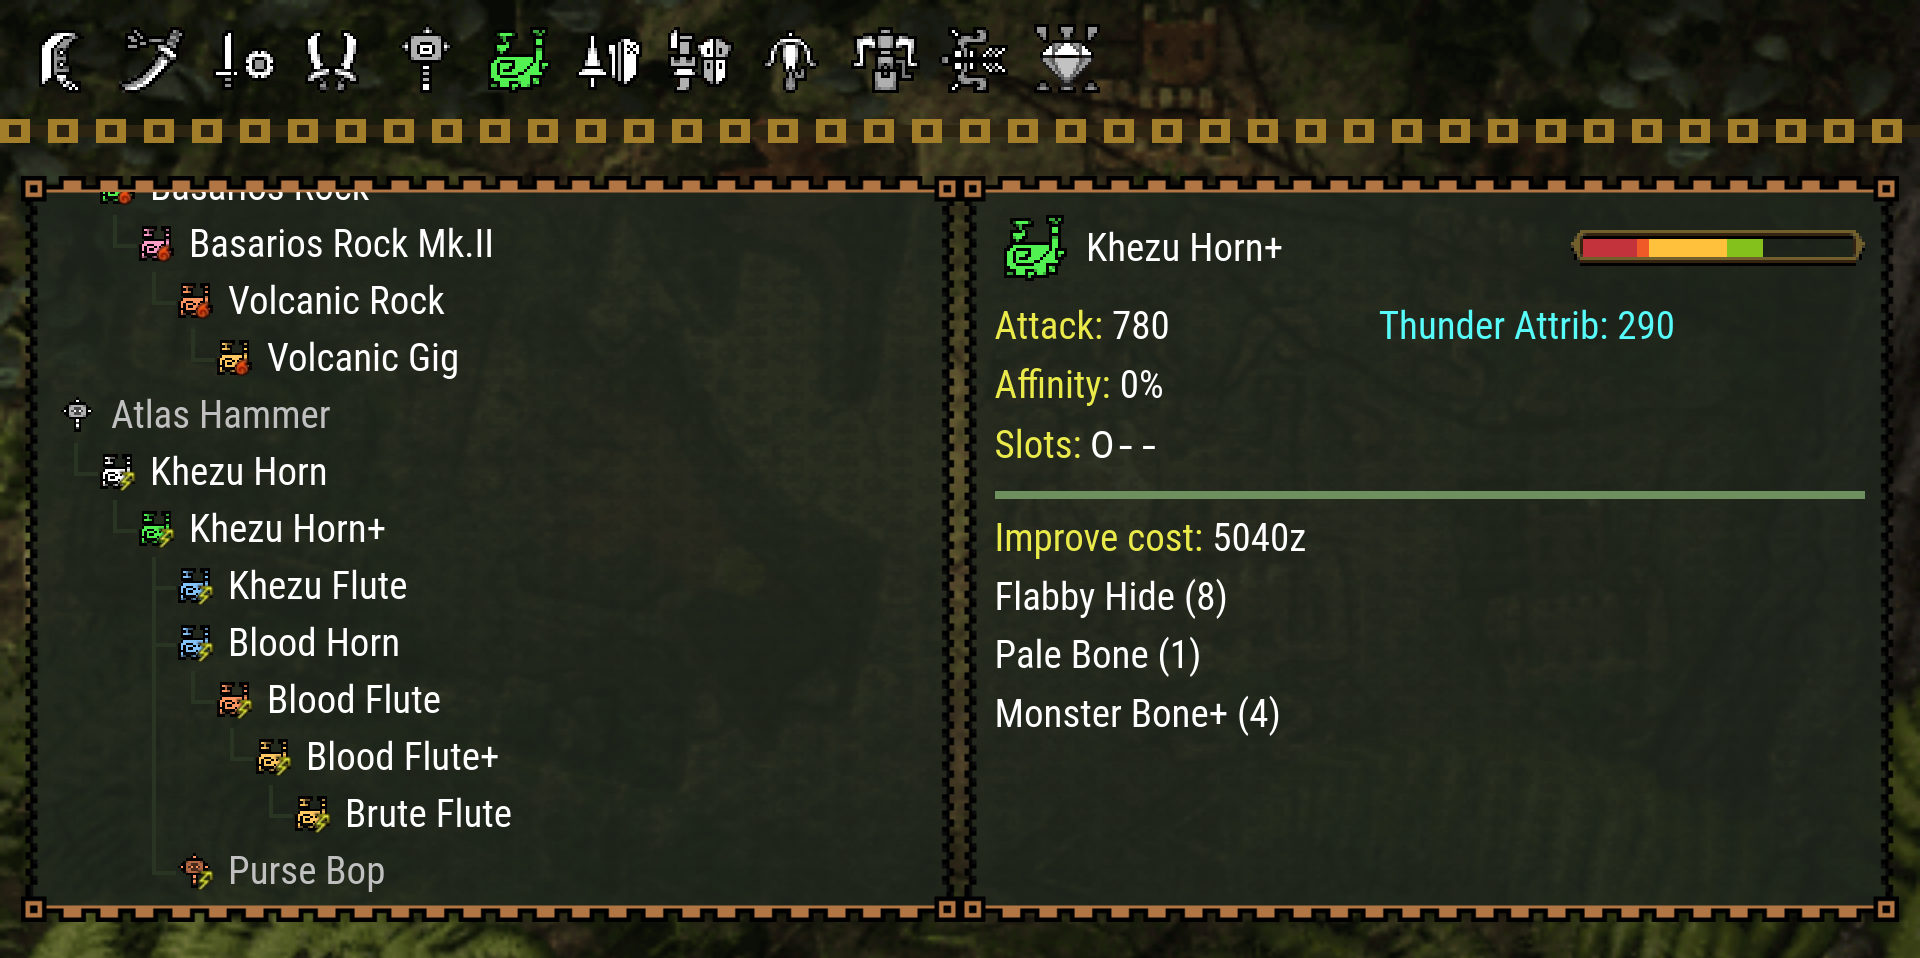 Basarios Rock
Basarios Rock Mk.II
Volcanic Rock
Volcanic Gig
Atlas Hammer
Khezu Horn
Khezu Horn+
Khezu Flute
Blood Horn
Blood Flute
Blood Flute+
Brute Flute
Purse Bop
Khezu Horn+
Attack: 780 Thunder Attrib: 290
Affinity: 0%
Slots: O--
Improve cost: 5040z
Flabby Hide (8)
Pale Bone (1)
Monster Bone+ (4)